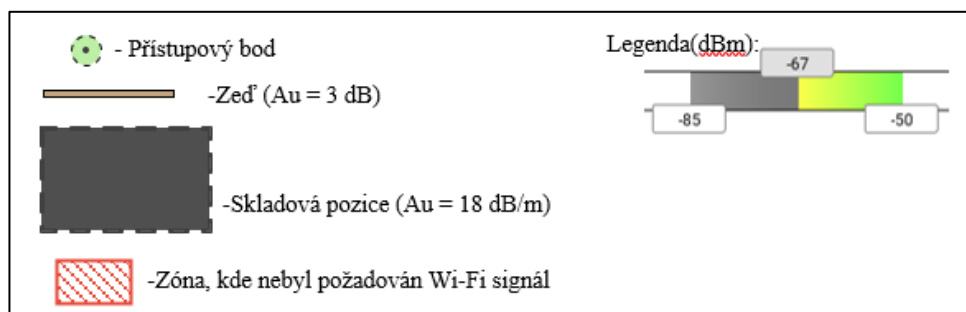 - Přístupový bod
Legenda(dBm):
-67
-85
-50
-Zeď (Au = 3 dB)
-Skladová pozice (Au = 18 dB/m)
-Zóna, kde nebyl požadován Wi-Fi signál